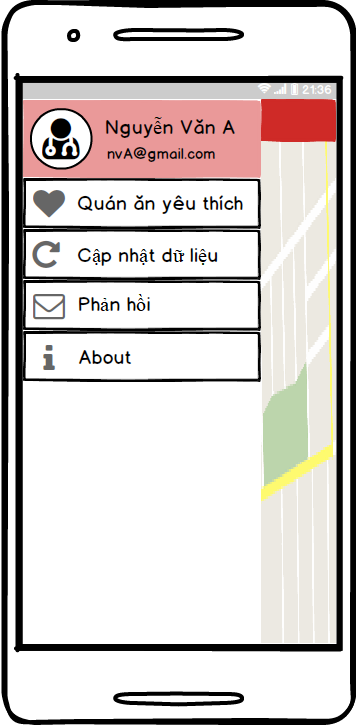 21:36
Nguyễn Văn A
nvA@gmail.com
Quán ăn yêu thích
Cập nhật dữ liệu
Phản hồi
About